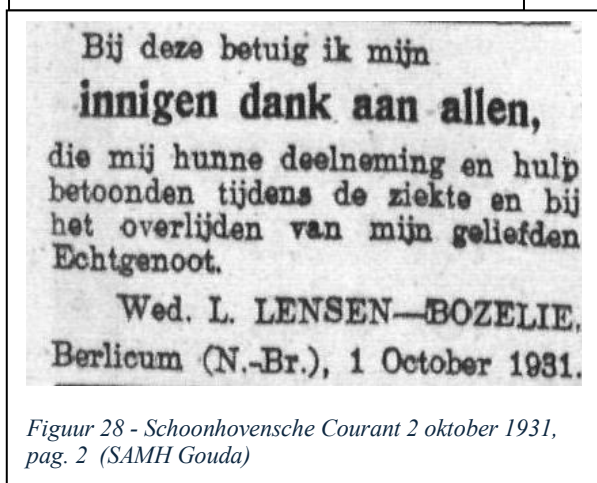 Bij deze betuig ik mijn
innigen dank aan allen,
die mij hunne deelneming en hulp
betoonden tijdens de ziekte en bij
het overlijden van mijn geliefden
Echtgenoot.
Wed. L. LENSEN—BOZELIE.
Berlicum (N.-Br.), 1 October 1931.
Figuur 28 - Schoonhovensche Courant 2 oktober 1931,
pag. 2 (SAMH Gouda)